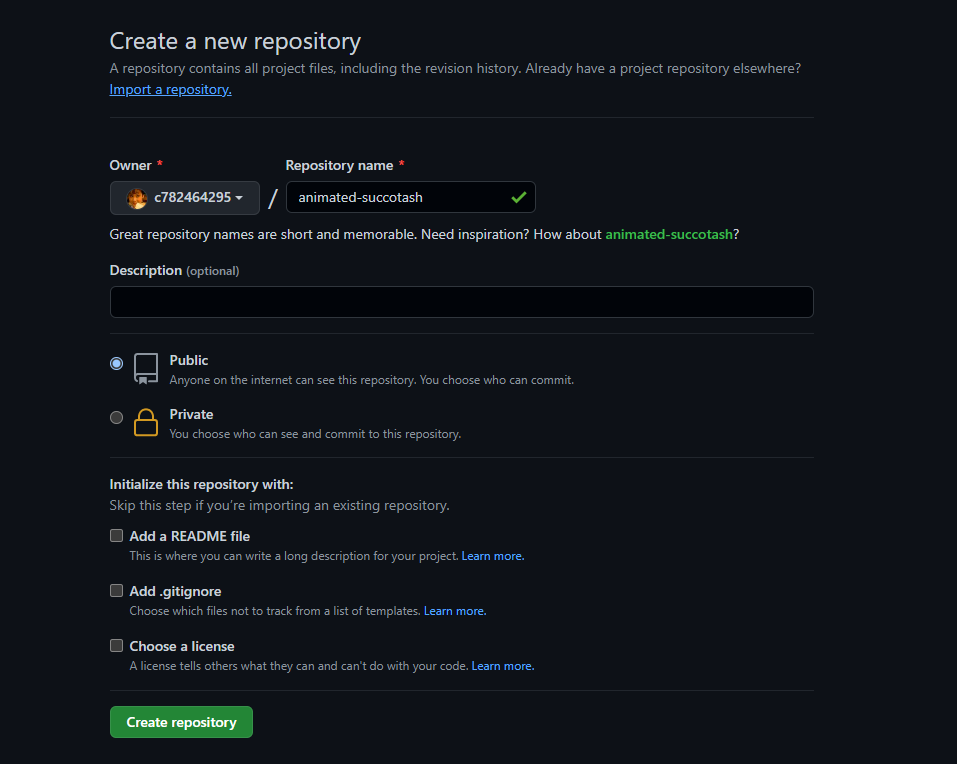 Create a new repository
A repository contains all project files, including the revision history. Already have a project repository elsewhere?
Import a repository.
Owner *
Repository name *
c782464295
/
animated-succotash
Great repository names are short and memorable. Need inspiration? How about animated-succotash?
Description (optional)
Public
Anyone on the internet can see this repository. You choose who can commit.
Private
You choose who can see and commit to this repository.
Initialize this repository with:
Skip this step if you're importing an existing repository.
Add a README file
This is where you can write a long description for your project. Learn more.
Add .gitignore
Choose which files not to track from a list of templates. Learn more.
Choose a license
A license tells others what they can and can't do with your code. Learn more.
Create repository